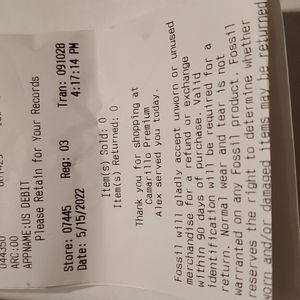 ARC:00
APPNAME:US DEBIT
Please Retain for Your Records
Store: 07445 Reg: 03 Tran: 091028
Date: 5/15/2022 4:17:14 PM
Item(s) Sold: 0
Item(s) Returned: 0
Thank you for shopping at
Camarillo Premium
Alex served you today.
Fossil will gladly accept unworn or unused
merchandise for a refund or exchange
within 90 days of purchase. Valid
identification will be required for a
return. Normal wear and tear is not
warranted on any Fossil product. Fossil
reserves the right to determine whether
worn and/or damaged items may be returned